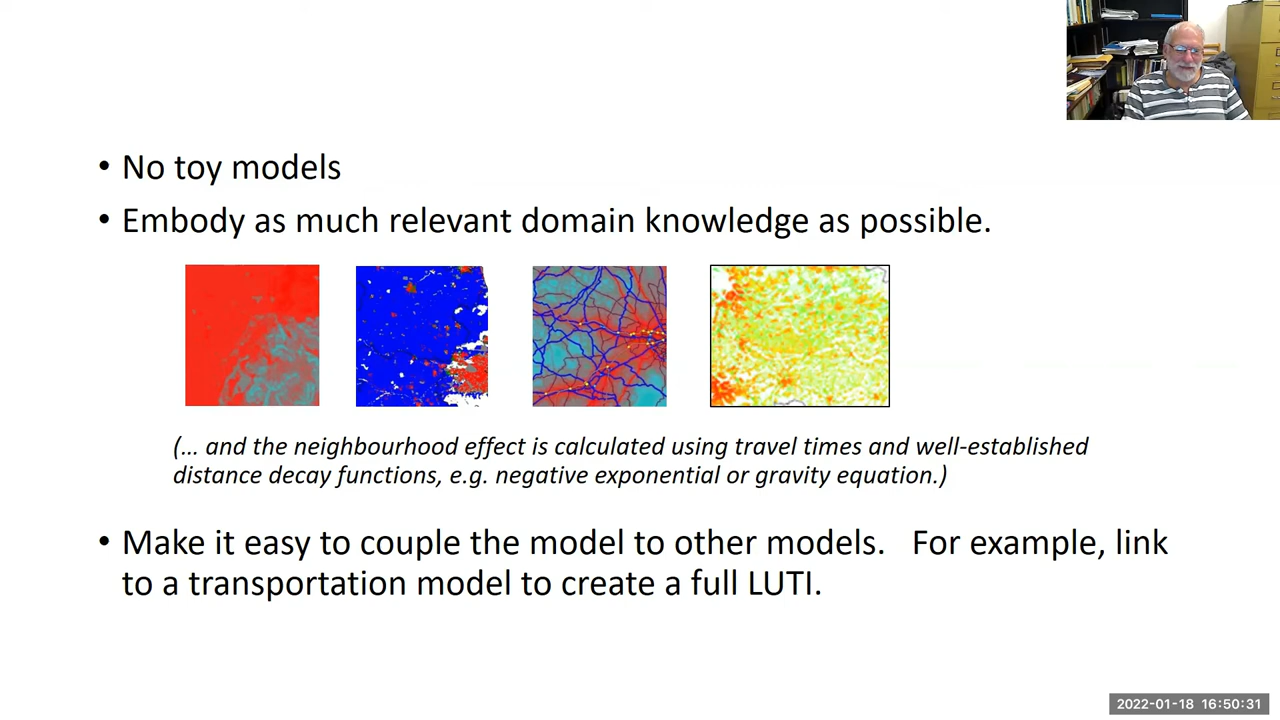 • No toy models
• Embody as much relevant domain knowledge as possible.
(... and the neighbourhood effect is calculated using travel times and well-established
distance decay functions, e.g. negative exponential or gravity equation.)
• Make it easy to couple the model to other models. For example, link
to a transportation model to create a full LUTI.
2022-01-18 16:50:31